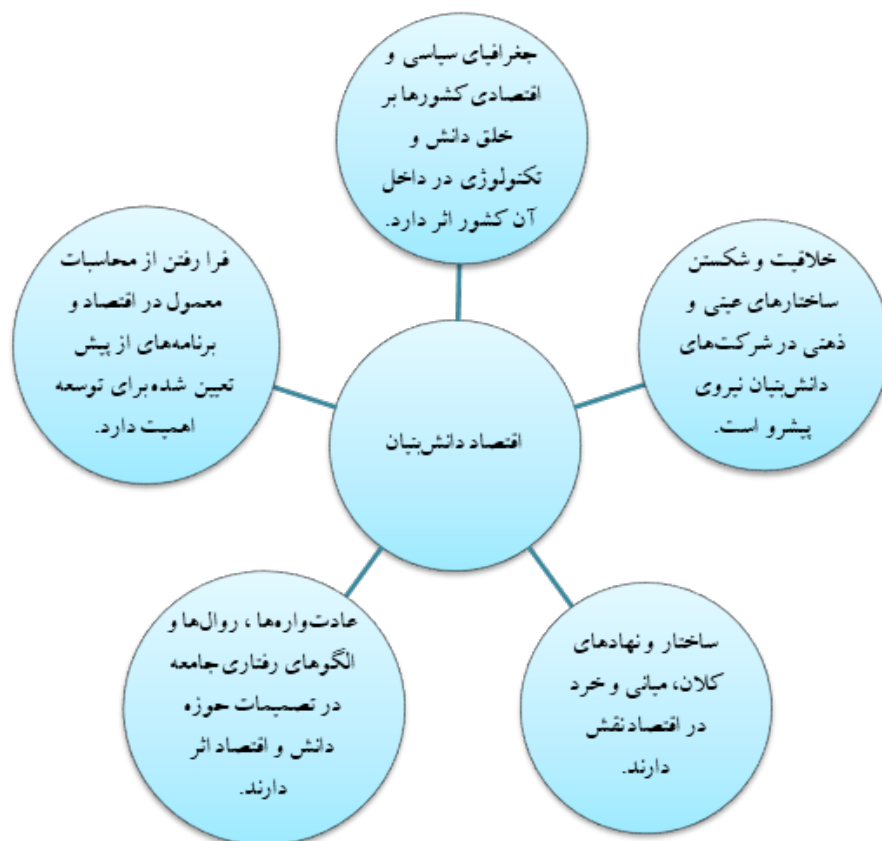 جغرافیای سیاسی و
اقتصادی کشورها بر
خلق دانش و
تکنولوژی در داخل
آن کشور اثر دارد.
خلاقیت و شکستن
ساختارهای عینی و
ذهنی در شرکت‌های
دانش‌بنیان نیروی
پیشرو است.
ساختار و نهادهای
کلان، میانی و خرد
در اقتصاد نقش
دارند.
عادت‌واره‌ها ، روال‌ها و
الگوهای رفتاری جامعه
در تصمیمات حوزه
دانش و اقتصاد اثر
دارند.
فرا رفتن از محاسبات
معمول در اقتصاد و
برنامه‌های از پیش
تعیین شده برای توسعه
اهمیت دارد.
اقتصاد دانش‌بنیان